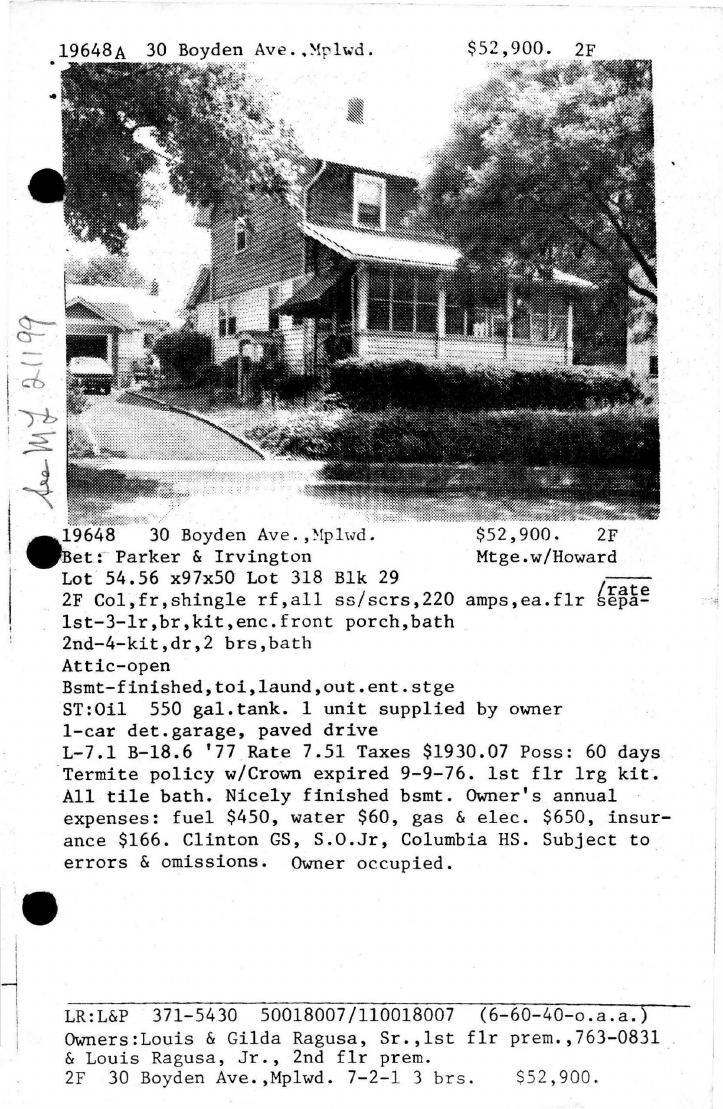 19648A 30 Boyden Ave.,Mplwd. $52,900. 2F
See ML 21199
19648 30 Boyden Ave.,Mplwd. $52,900. 2F
Bet: Parker & Irvington Mtge.w/Howard
Lot 54.56 x97x50 Lot 318 Blk 29
2F Col,fr,shingle rf,all ss/scrs,220 amps,ea.flr sepa-/rate
1st-3-lr,br,kit,enc.front porch,bath
2nd-4-kit,dr,2 brs,bath
Attic-open
Bsmt-finished,toi,laund,out.ent.stge
ST:Oil 550 gal.tank. 1 unit supplied by owner
1-car det.garage, paved drive
L-7.1 B-18.6 '77 Rate 7.51 Taxes $1930.07 Poss: 60 days
Termite policy w/Crown expired 9-9-76. 1st flr lrg kit.
All tile bath. Nicely finished bsmt. Owner's annual
expenses: fuel $450, water $60, gas & elec. $650, insur-
ance $166. Clinton GS, S.O.Jr, Columbia HS. Subject to
errors & omissions. Owner occupied.
LR:L&P 371-5430 50018007/110018007 (6-60-40-o.a.a.)
Owners:Louis & Gilda Ragusa, Sr.,1st flr prem.,763-0831
& Louis Ragusa, Jr., 2nd flr prem.
2F 30 Boyden Ave.,Mplwd. 7-2-1 3 brs. $52,900.